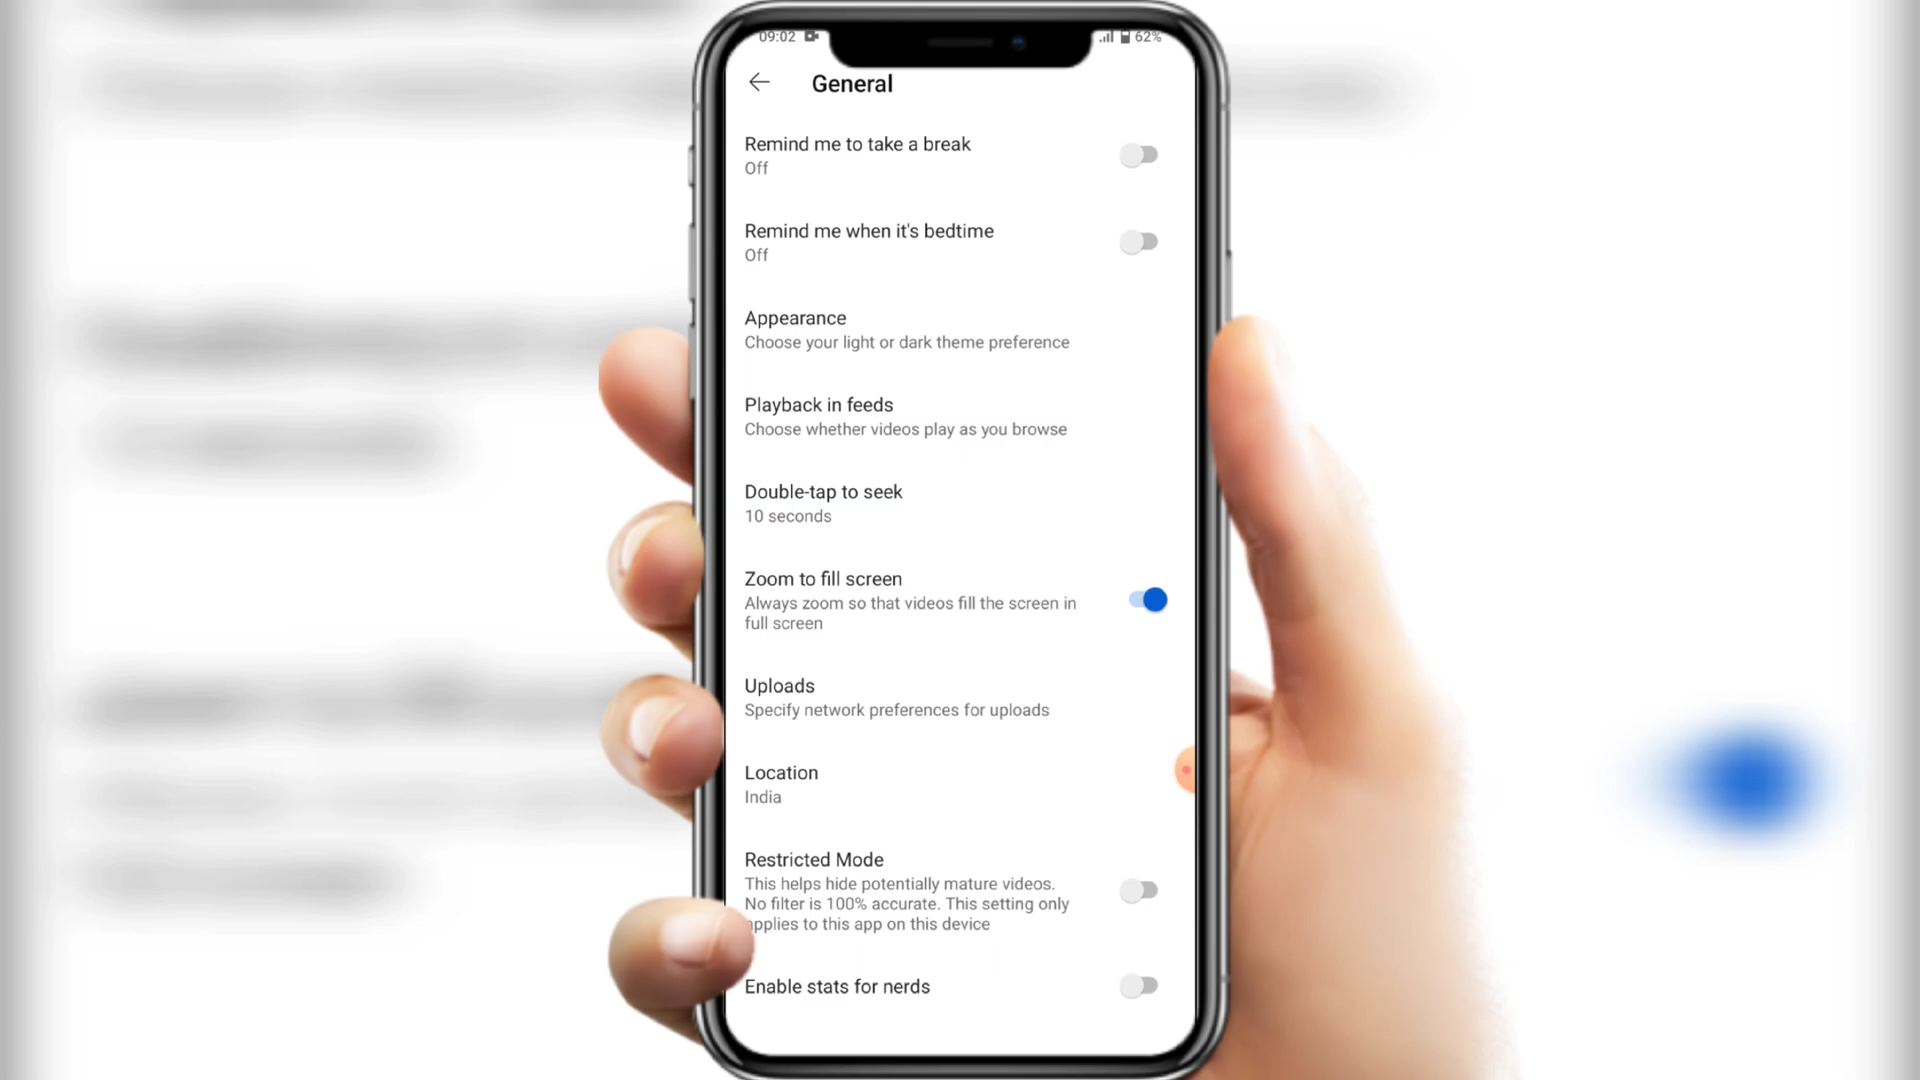 09:02 62%
General
Remind me to take a break
Off
Remind me when it's bedtime
Off
Appearance
Choose your light or dark theme preference
Playback in feeds
Choose whether videos play as you browse
Double-tap to seek
10 seconds
Zoom to fill screen
Always zoom so that videos fill the screen in
full screen
Uploads
Specify network preferences for uploads
Location
India
Restricted Mode
This helps hide potentially mature videos.
No filter is 100% accurate. This setting only
applies to this app on this device
Enable stats for nerds